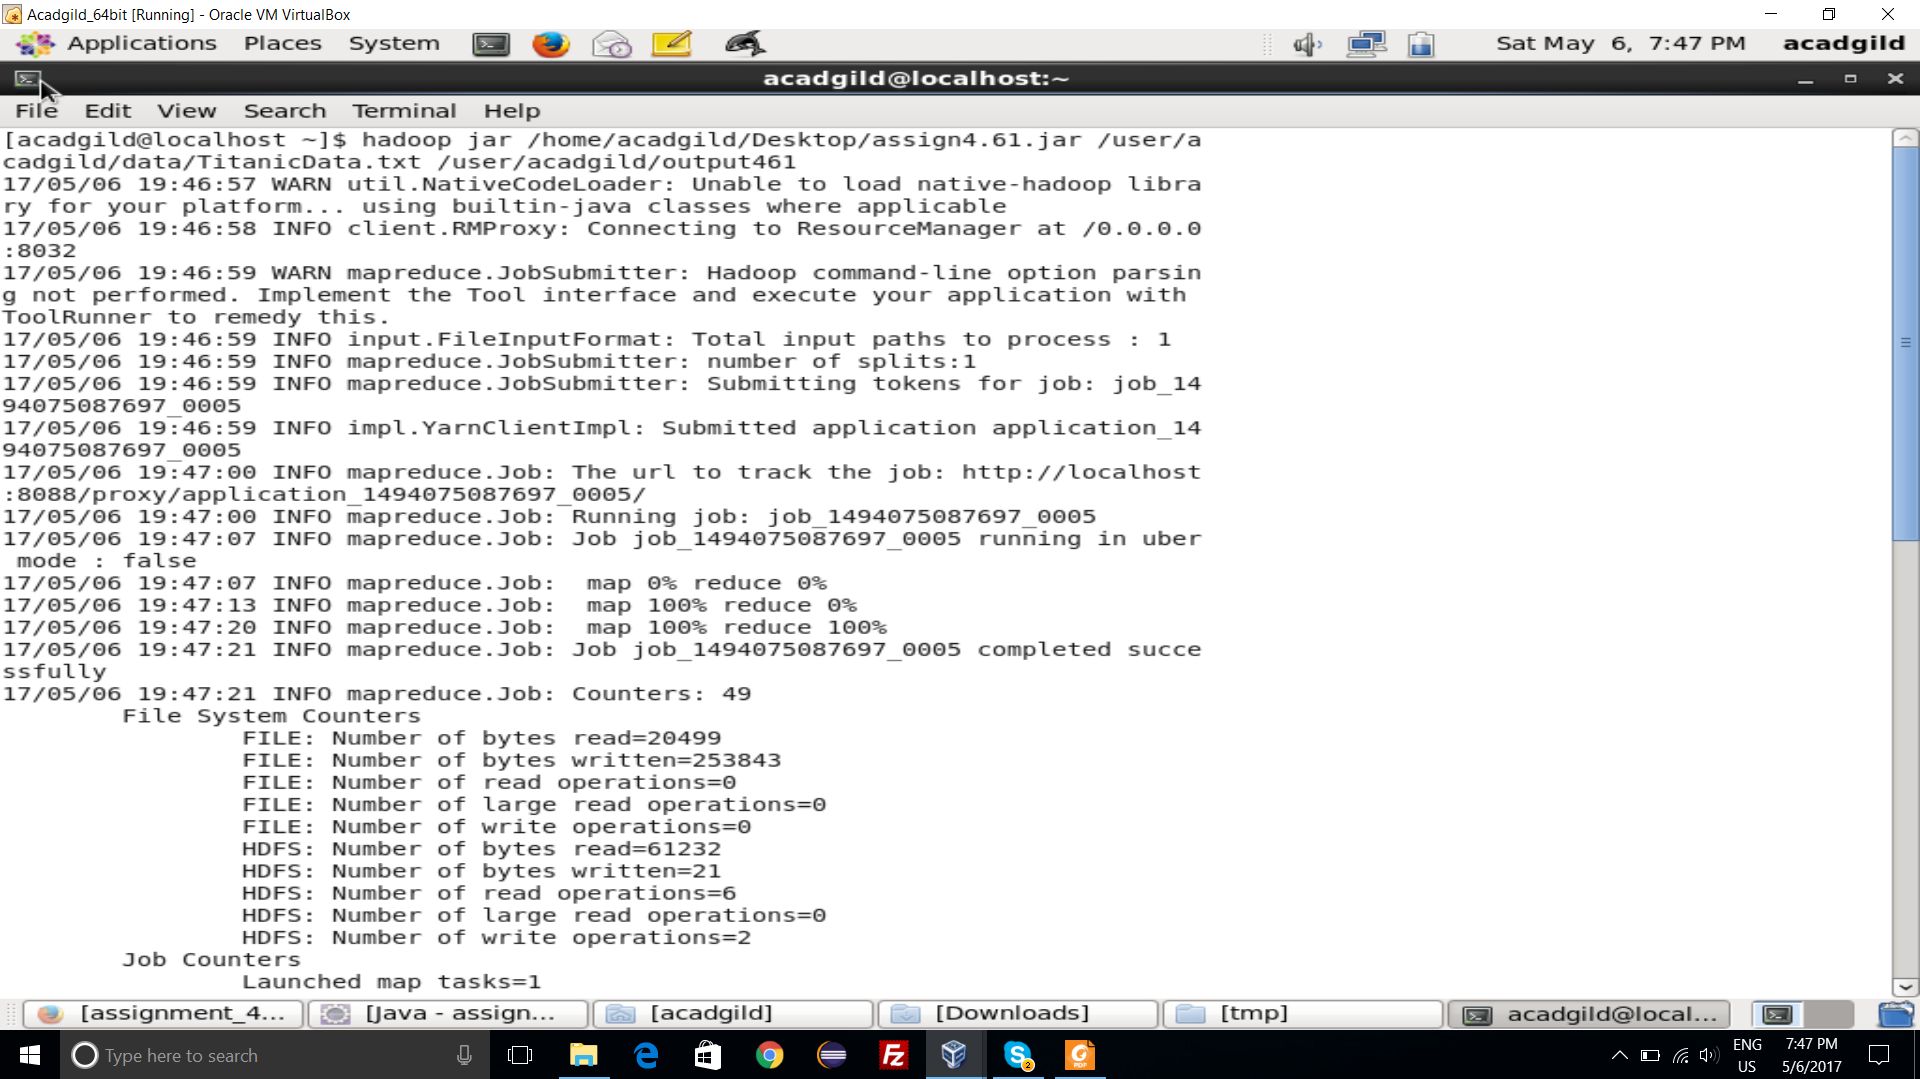 Acadgild_64bit [Running] - Oracle VM VirtualBox
Applications Places System Sat May 6, 7:47 PM acadgild
acadgild@localhost:~
File Edit View Search Terminal Help
[acadgild@localhost ~]$ hadoop jar /home/acadgild/Desktop/assign4.61.jar /user/a
cadgild/data/TitanicData.txt /user/acadgild/output461
17/05/06 19:46:57 WARN util.NativeCodeLoader: Unable to load native-hadoop libra
ry for your platform... using builtin-java classes where applicable
17/05/06 19:46:58 INFO client.RMProxy: Connecting to ResourceManager at /0.0.0.0
:8032
17/05/06 19:46:59 WARN mapreduce.JobSubmitter: Hadoop command-line option parsin
g not performed. Implement the Tool interface and execute your application with
ToolRunner to remedy this.
17/05/06 19:46:59 INFO input.FileInputFormat: Total input paths to process : 1
17/05/06 19:46:59 INFO mapreduce.JobSubmitter: number of splits:1
17/05/06 19:46:59 INFO mapreduce.JobSubmitter: Submitting tokens for job: job_14
94075087697_0005
17/05/06 19:46:59 INFO impl.YarnClientImpl: Submitted application application_14
94075087697_0005
17/05/06 19:47:00 INFO mapreduce.Job: The url to track the job: http://localhost
:8088/proxy/application_1494075087697_0005/
17/05/06 19:47:00 INFO mapreduce.Job: Running job: job_1494075087697_0005
17/05/06 19:47:07 INFO mapreduce.Job: Job job_1494075087697_0005 running in uber
mode : false
17/05/06 19:47:07 INFO mapreduce.Job:  map 0% reduce 0%
17/05/06 19:47:13 INFO mapreduce.Job:  map 100% reduce 0%
17/05/06 19:47:20 INFO mapreduce.Job:  map 100% reduce 100%
17/05/06 19:47:21 INFO mapreduce.Job: Job job_1494075087697_0005 completed succe
ssfully
17/05/06 19:47:21 INFO mapreduce.Job: Counters: 49
File System Counters
FILE: Number of bytes read=20499
FILE: Number of bytes written=253843
FILE: Number of read operations=0
FILE: Number of large read operations=0
FILE: Number of write operations=0
HDFS: Number of bytes read=61232
HDFS: Number of bytes written=21
HDFS: Number of read operations=6
HDFS: Number of large read operations=0
HDFS: Number of write operations=2
Job Counters
Launched map tasks=1
[assignment_4... [Java - assign... [acadgild] [Downloads] [tmp] acadgild@local...
Type here to search 2 ENG 7:47 PM
US 5/6/2017